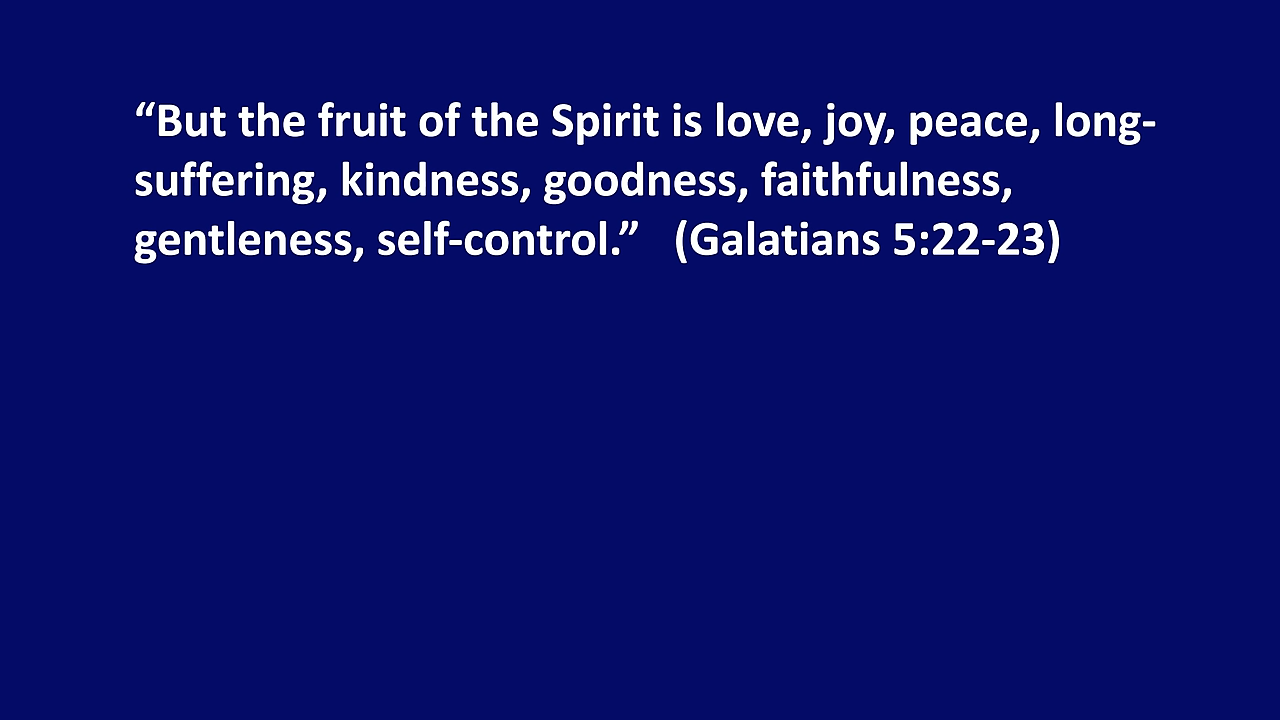 “But the fruit of the Spirit is love, joy, peace, long-
suffering, kindness, goodness, faithfulness,
gentleness, self-control.”   (Galatians 5:22-23)